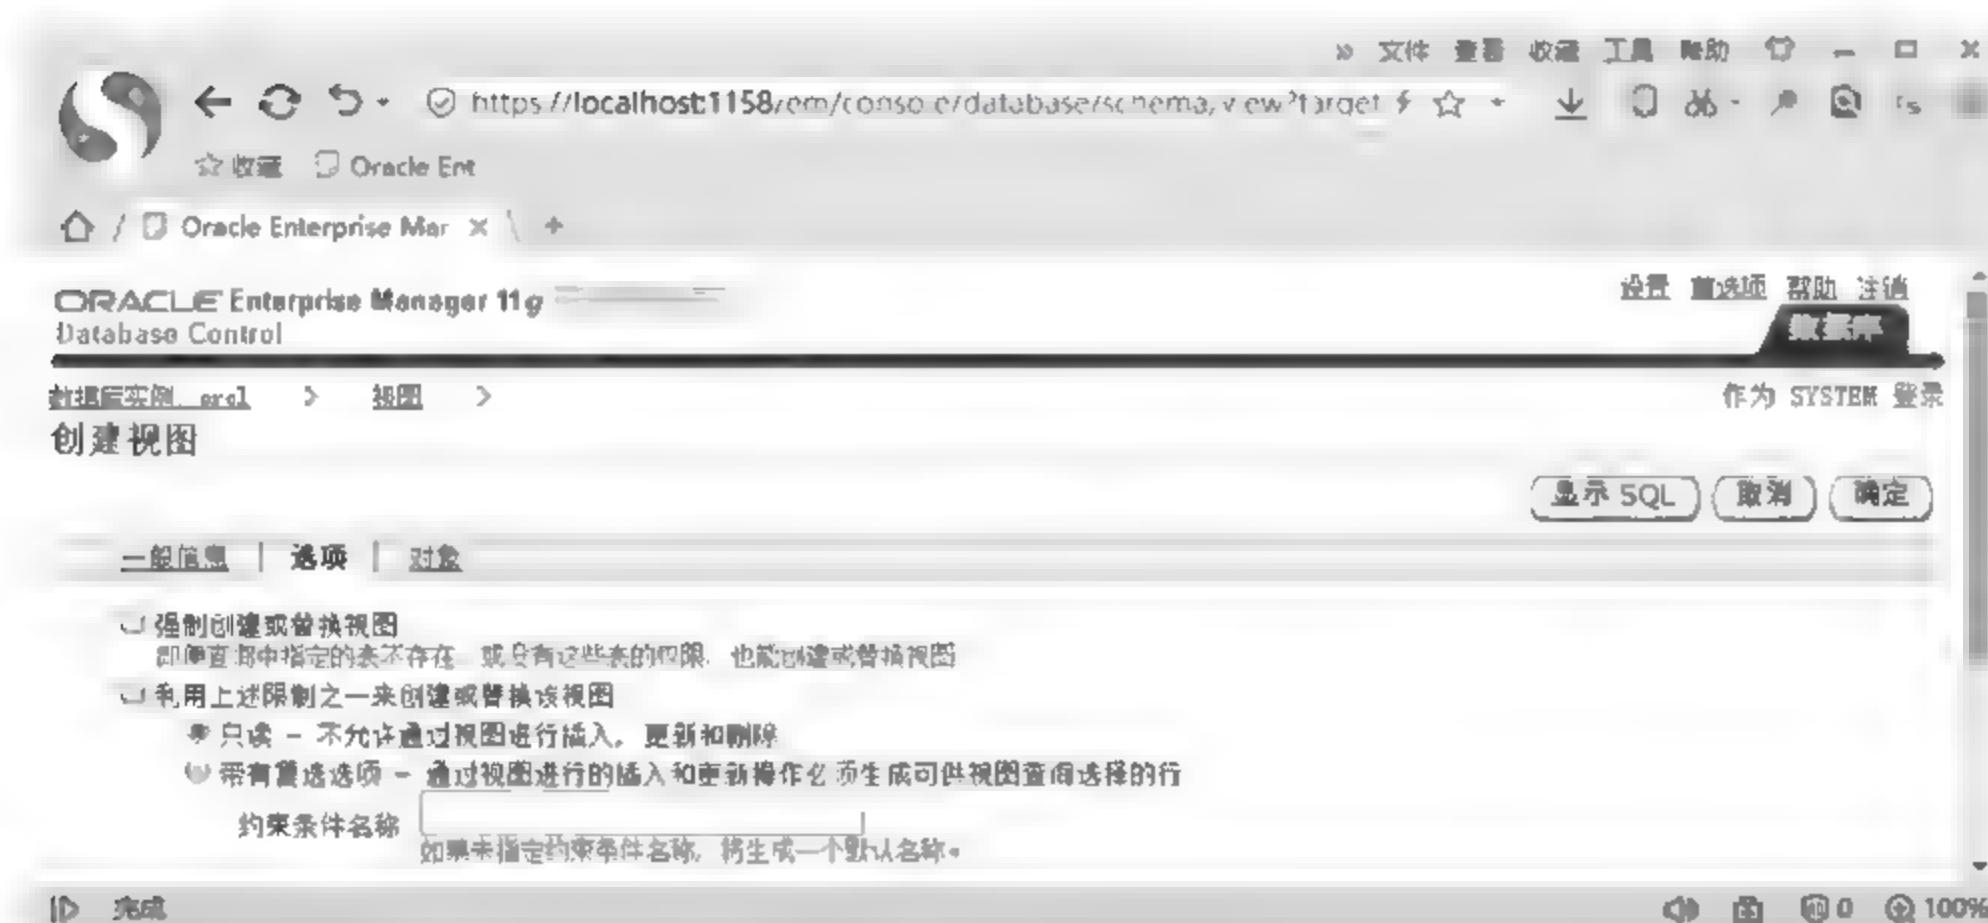 » 文件 查看 收藏 工具 帮助
https://localhost:1158/em/console/database/schema/view?target
收藏 Oracle Ent
Oracle Enterprise Mar
设置 首选项 帮助 注销
ORACLE Enterprise Manager 11g
Database Control
数据库
数据库实例: orcl > 视图 >
作为 SYSTEM 登录
创建视图
显示 SQL 取消 确定
一般信息 | 选项 | 对象
强制创建或替换视图
即便查询中指定的表不存在, 或没有这些表的权限, 也能创建或替换视图
利用上述限制之一来创建或替换该视图
只读 - 不允许通过视图进行插入, 更新和删除
带有复选选项 - 通过视图进行的插入和更新操作必须生成可供视图查询选择的行
约束条件名称
如果未指定约束条件名称, 将生成一个默认名称。
完成
0 100%